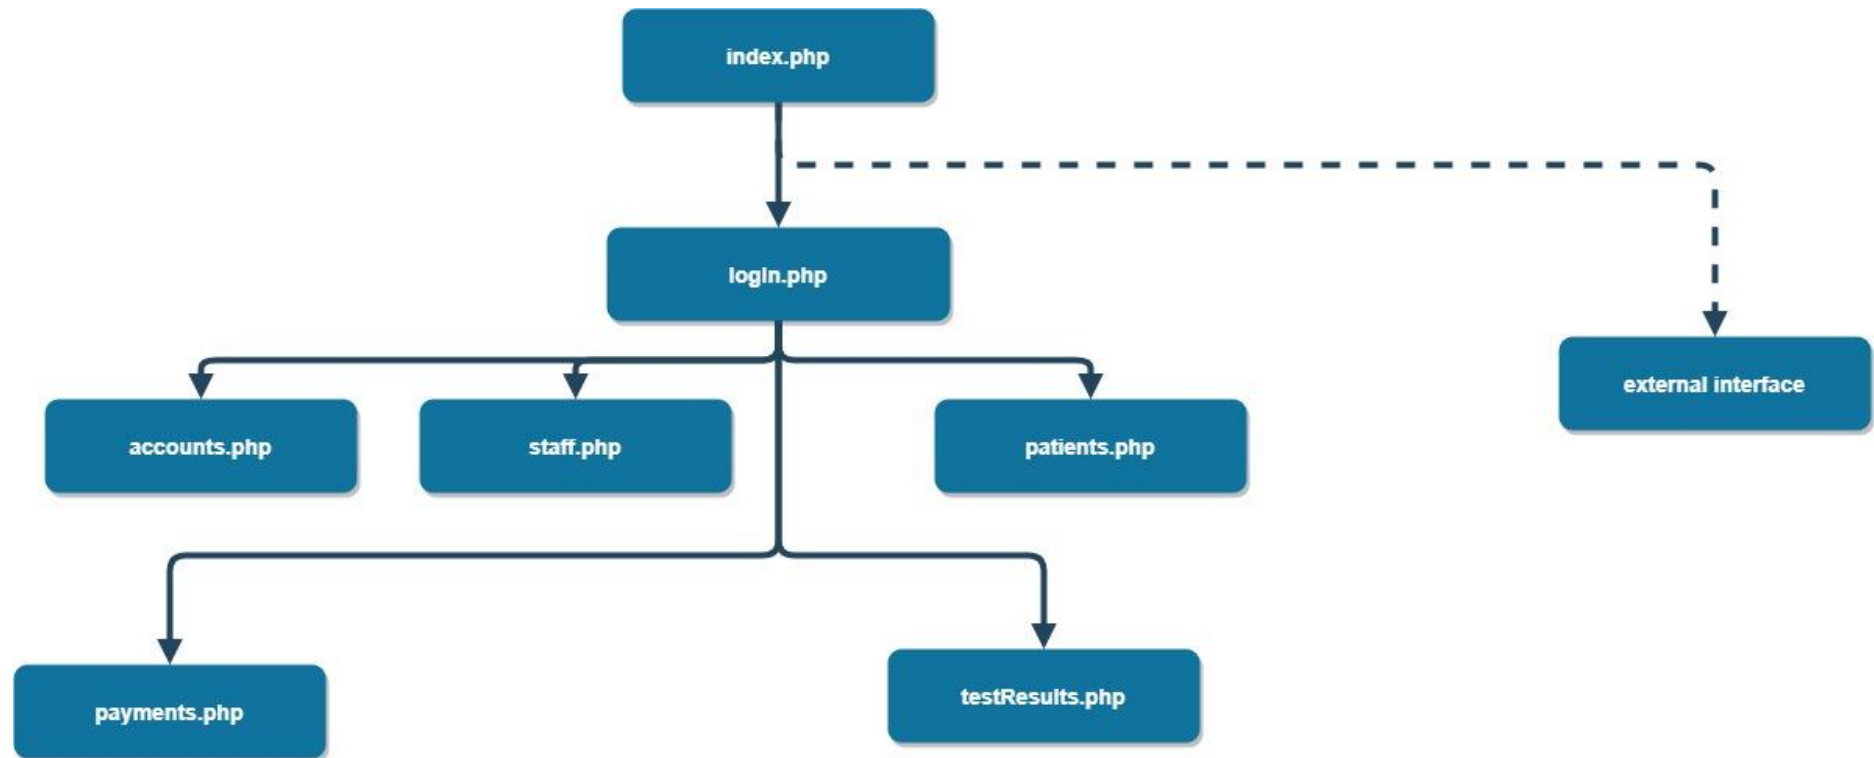 index.php
logIn.php
external interface
accounts.php
staff.php
patients.php
testResults.php
payments.php